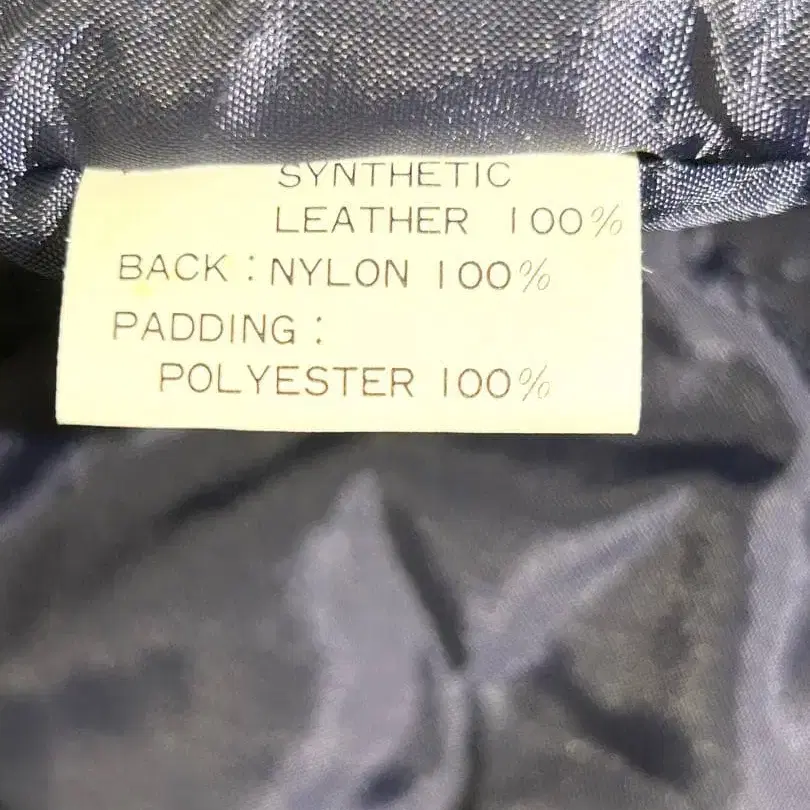 SYNTHETIC
LEATHER 100%
BACK : NYLON 100%
PADDING :
POLYESTER 100%